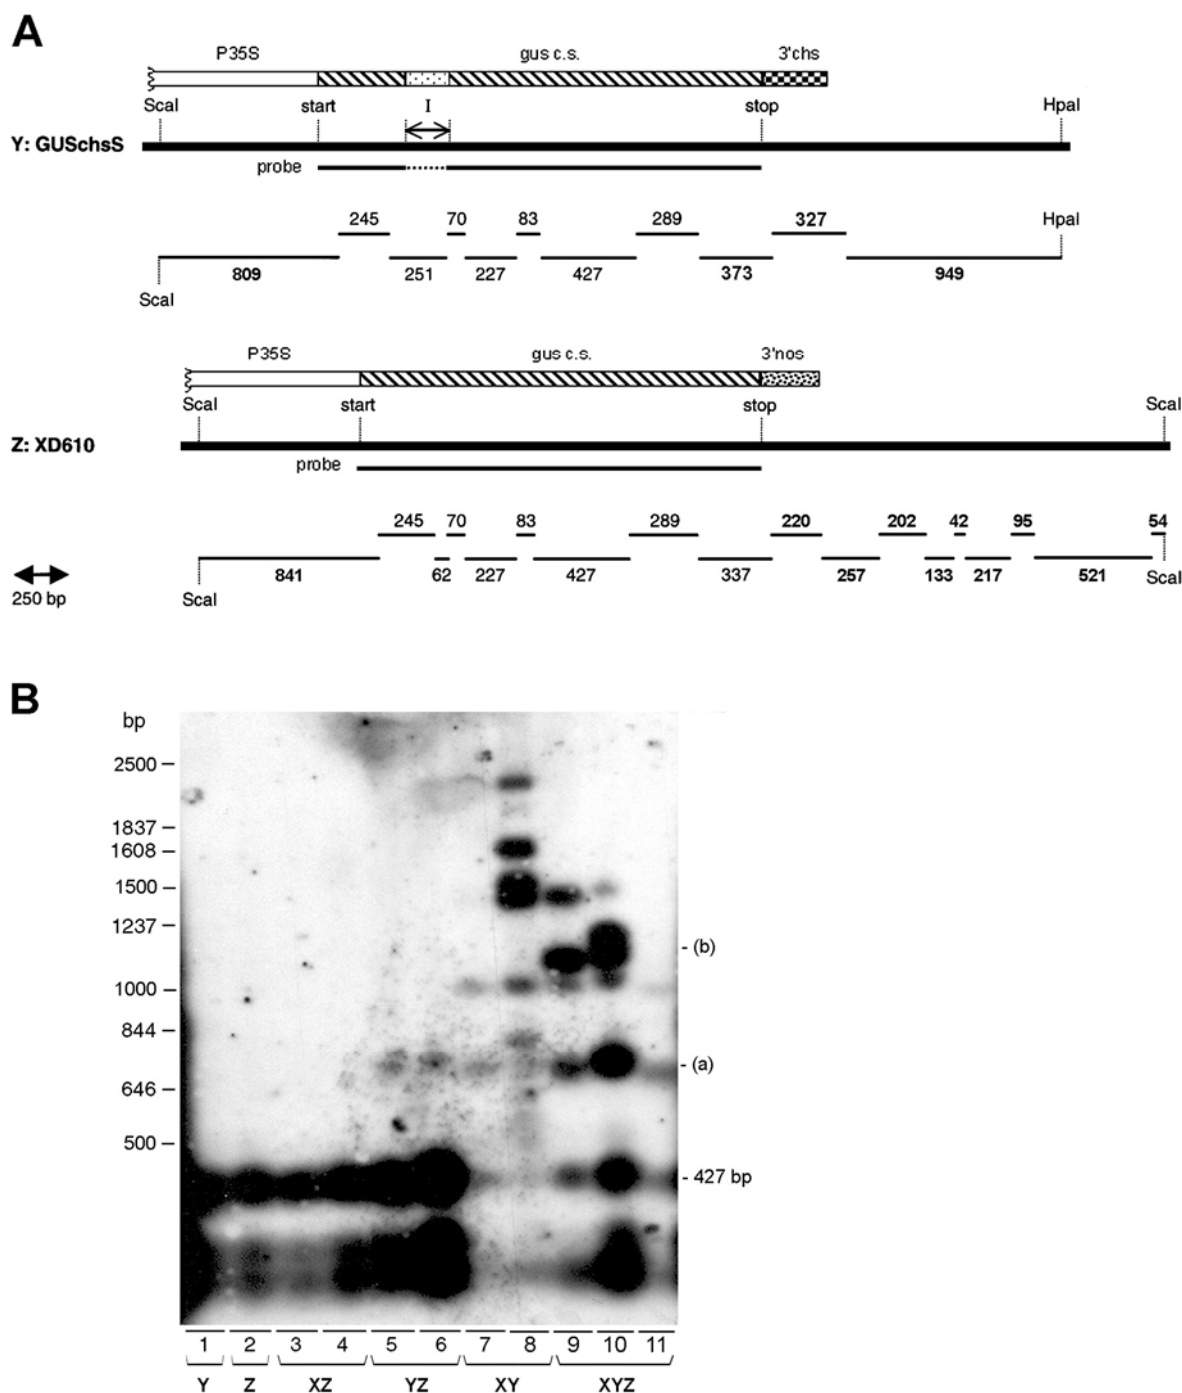 A
P35S gus c.s. 3'chs
ScaI start I stop HpaI
Y: GUSchsS
probe
245 70 83 289 327 HpaI
809 251 227 427 373 949
ScaI
P35S gus c.s. 3'nos
ScaI start stop ScaI
Z: XD610
probe
245 70 83 289 220 202 42 95 54
841 62 227 427 337 257 133 217 521 ScaI
250 bp ScaI
B
bp
2500
1837
1608
1500
1237
- (b)
1000
844
- (a)
646
500
- 427 bp
1 2 3 4 5 6 7 8 9 10 11
Y Z XZ YZ XY XYZ